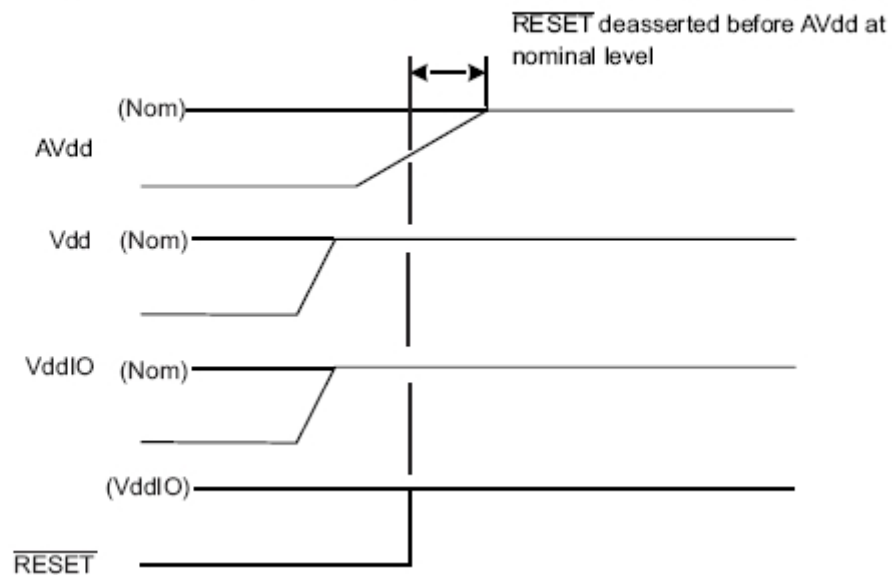 RESET deasserted before AVdd at
nominal level
(Nom)
AVdd
Vdd (Nom)
VddIO (Nom)
(VddIO)
RESET